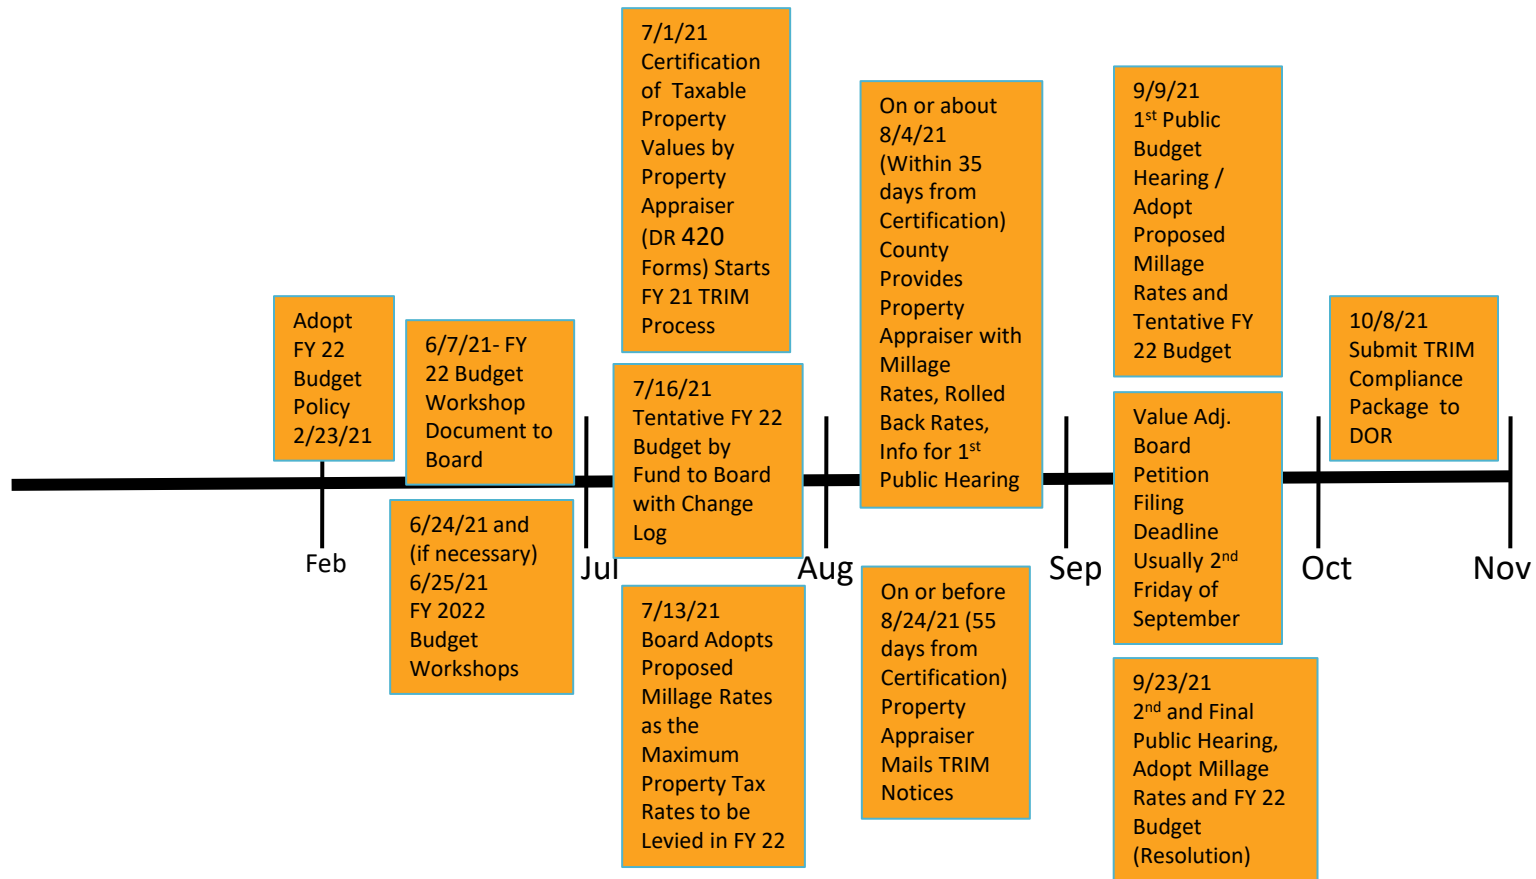 Adopt
FY 22
Budget
Policy
2/23/21
6/7/21- FY
22 Budget
Workshop
Document to
Board
6/24/21 and
(if necessary)
6/25/21
FY 2022
Budget
Workshops
7/1/21
Certification
of Taxable
Property
Values by
Property
Appraiser
(DR 420
Forms) Starts
FY 21 TRIM
Process
7/16/21
Tentative FY 22
Budget by
Fund to Board
with Change
Log
7/13/21
Board Adopts
Proposed
Millage Rates
as the
Maximum
Property Tax
Rates to be
Levied in FY 22
On or about
8/4/21
(Within 35
days from
Certification)
County
Provides
Property
Appraiser with
Millage
Rates, Rolled
Back Rates,
Info for 1st
Public Hearing
On or before
8/24/21 (55
days from
Certification)
Property
Appraiser
Mails TRIM
Notices
9/9/21
1st Public
Budget
Hearing /
Adopt
Proposed
Millage
Rates and
Tentative FY
22 Budget
Value Adj.
Board
Petition
Filing
Deadline
Usually 2nd
Friday of
September
9/23/21
2nd and Final
Public Hearing,
Adopt Millage
Rates and FY 22
Budget
(Resolution)
10/8/21
Submit TRIM
Compliance
Package to
DOR
Feb
Jul
Aug
Sep
Oct
Nov